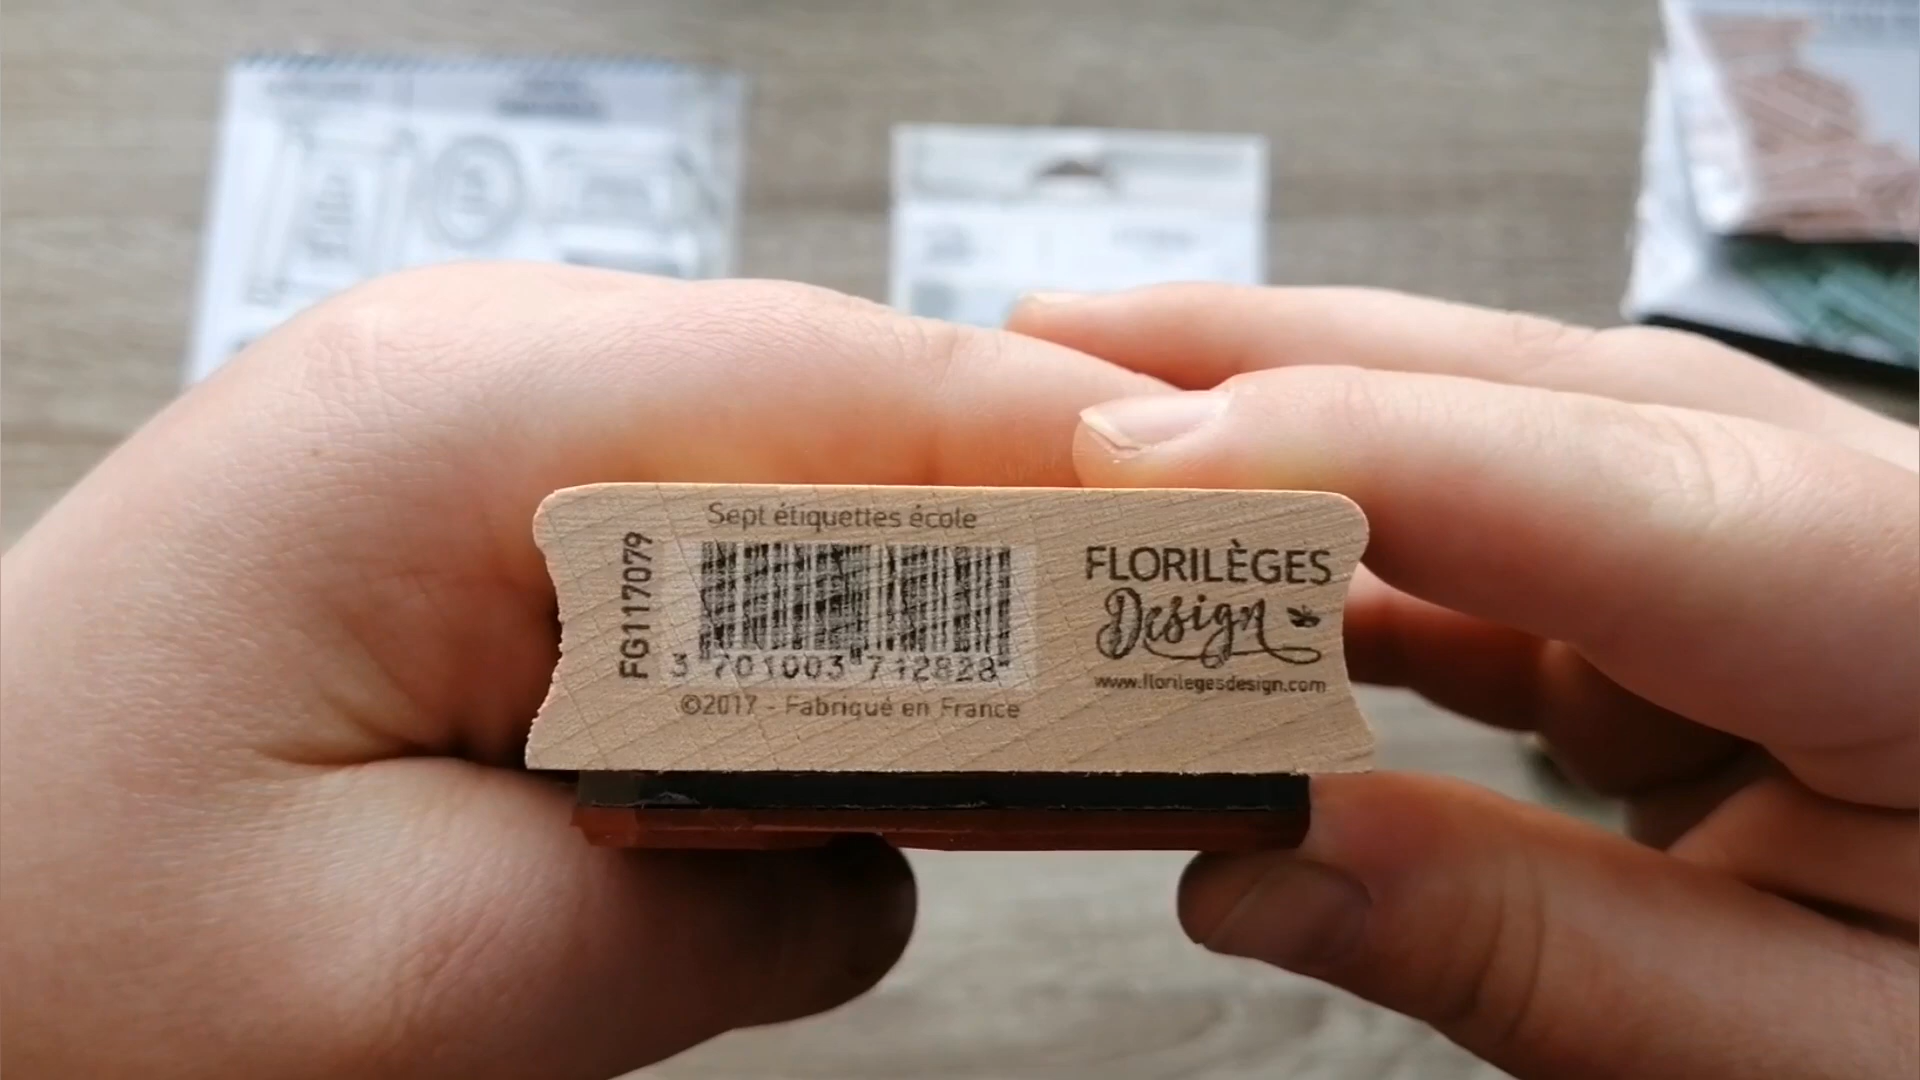 Sept étiquettes école
FG117079
3 701003 712828
©2017 - Fabriqué en France
FLORILÈGES
Design
www.florilegesdesign.com